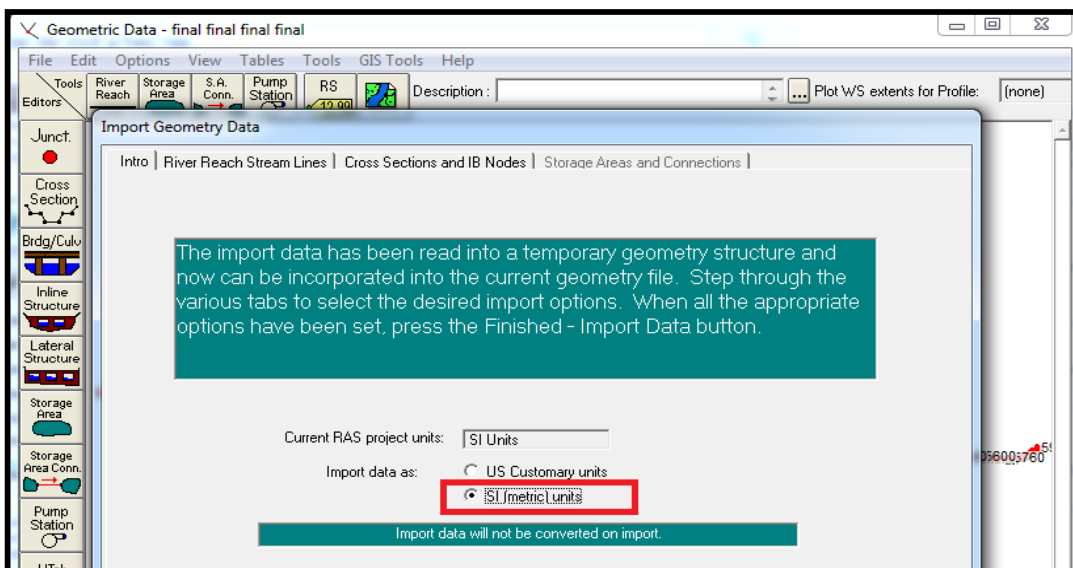 Geometric Data - final final final final
File Edit Options View Tables Tools GIS Tools Help
Tools
Editors
River
Reach
Storage
Area
S.A.
Conn.
Pump
Station
RS
Description :
...
Plot WS extents for Profile:
(none)
Junct.
Cross
Section
Brdg/Culv
Inline
Structure
Lateral
Structure
Storage
Area
Storage
Area Conn.
Pump
Station
Import Geometry Data
Intro
River Reach Stream Lines
Cross Sections and IB Nodes
Storage Areas and Connections
The import data has been read into a temporary geometry structure and
now can be incorporated into the current geometry file. Step through the
various tabs to select the desired import options. When all the appropriate
options have been set, press the Finished - Import Data button.
Current RAS project units:
SI Units
Import data as:
US Customary units
SI (metric) units
Import data will not be converted on import.